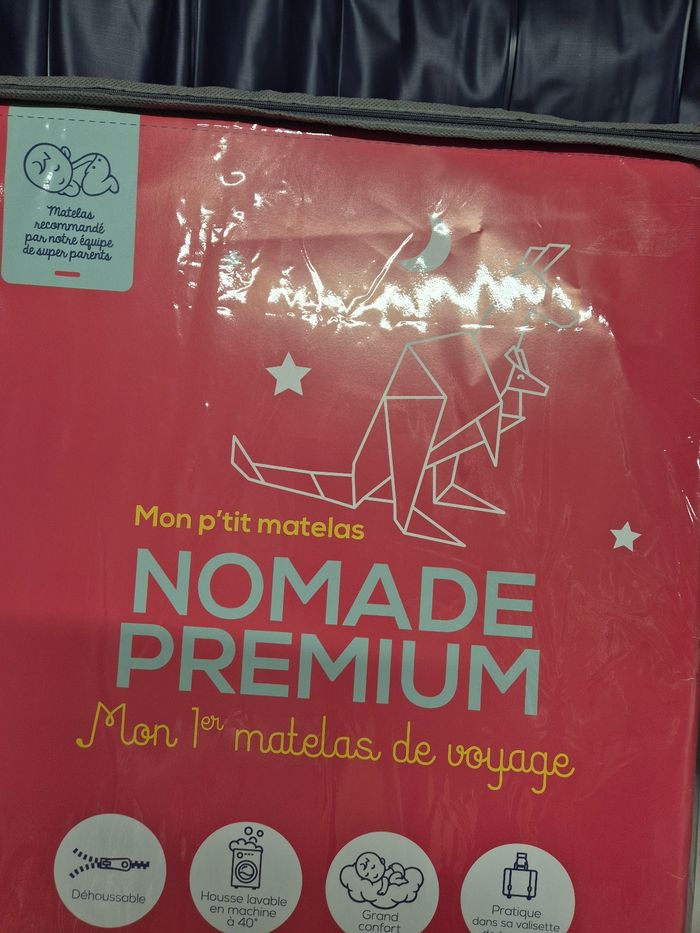 Matelas
recommandé
par notre équipe
de super parents
Mon p'tit matelas
NOMADE
PREMIUM
Mon 1er matelas de voyage
Déhoussable
Housse lavable
en machine
à 40°
Grand
confort
Pratique
dans sa valisette